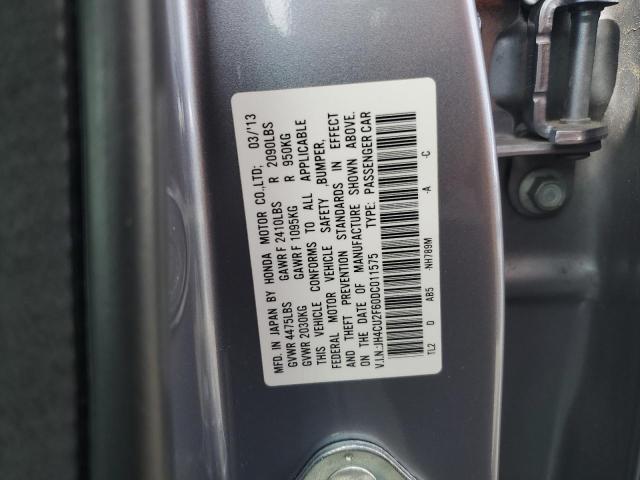 MFD. IN JAPAN BY HONDA MOTOR CO.,LTD; 03/'13
GVWR 4475LBS GAWR F 2410LBS R 2090LBS
GVWR 2030KG GAWR F 1095KG R 950KG
THIS VEHICLE CONFORMS TO ALL APPLICABLE
FEDERAL MOTOR VEHICLE SAFETY ,BUMPER,
AND THEFT PREVENTION STANDARDS IN EFFECT
ON THE DATE OF MANUFACTURE SHOWN ABOVE.
V.I.N.:JH4CU2F60DC011575 TYPE: PASSENGER CAR
TL2 D AB5 -NH789M -A -C